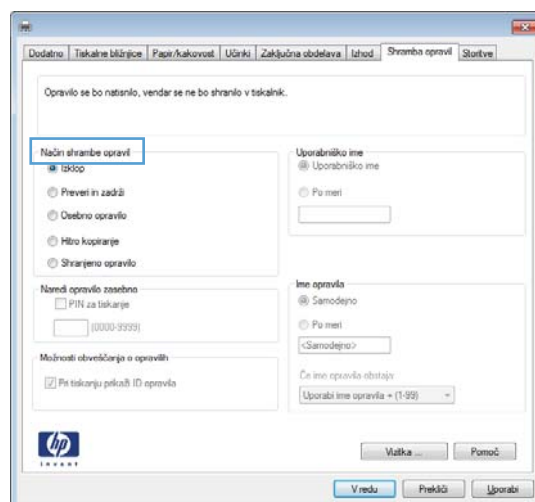 Dodatno Tiskalne bližnjice Papir/kakovost Učinki Zaključna obdelava Izhod Shramba opravil Storitve
Opravilo se bo natisnilo, vendar se ne bo shranilo v tiskalnik.
Način shrambe opravil
Izklop
Preveri in zadrži
Osebno opravilo
Hitro kopiranje
Shranjeno opravilo
Uporabniško ime
Uporabniško ime
Po meri
Naredi opravilo zasebno
PIN za tiskanje
(0000-9999)
Ime opravila
Samodejno
Po meri
<Samodejno>
Če ime opravila obstaja:
Uporabi ime opravila + (1-99)
Možnosti obveščanja o opravilih
Pri tiskanju prikaži ID opravila
hp
invent
Vizitka ... Pomoč
V redu Prekliči Uporabi